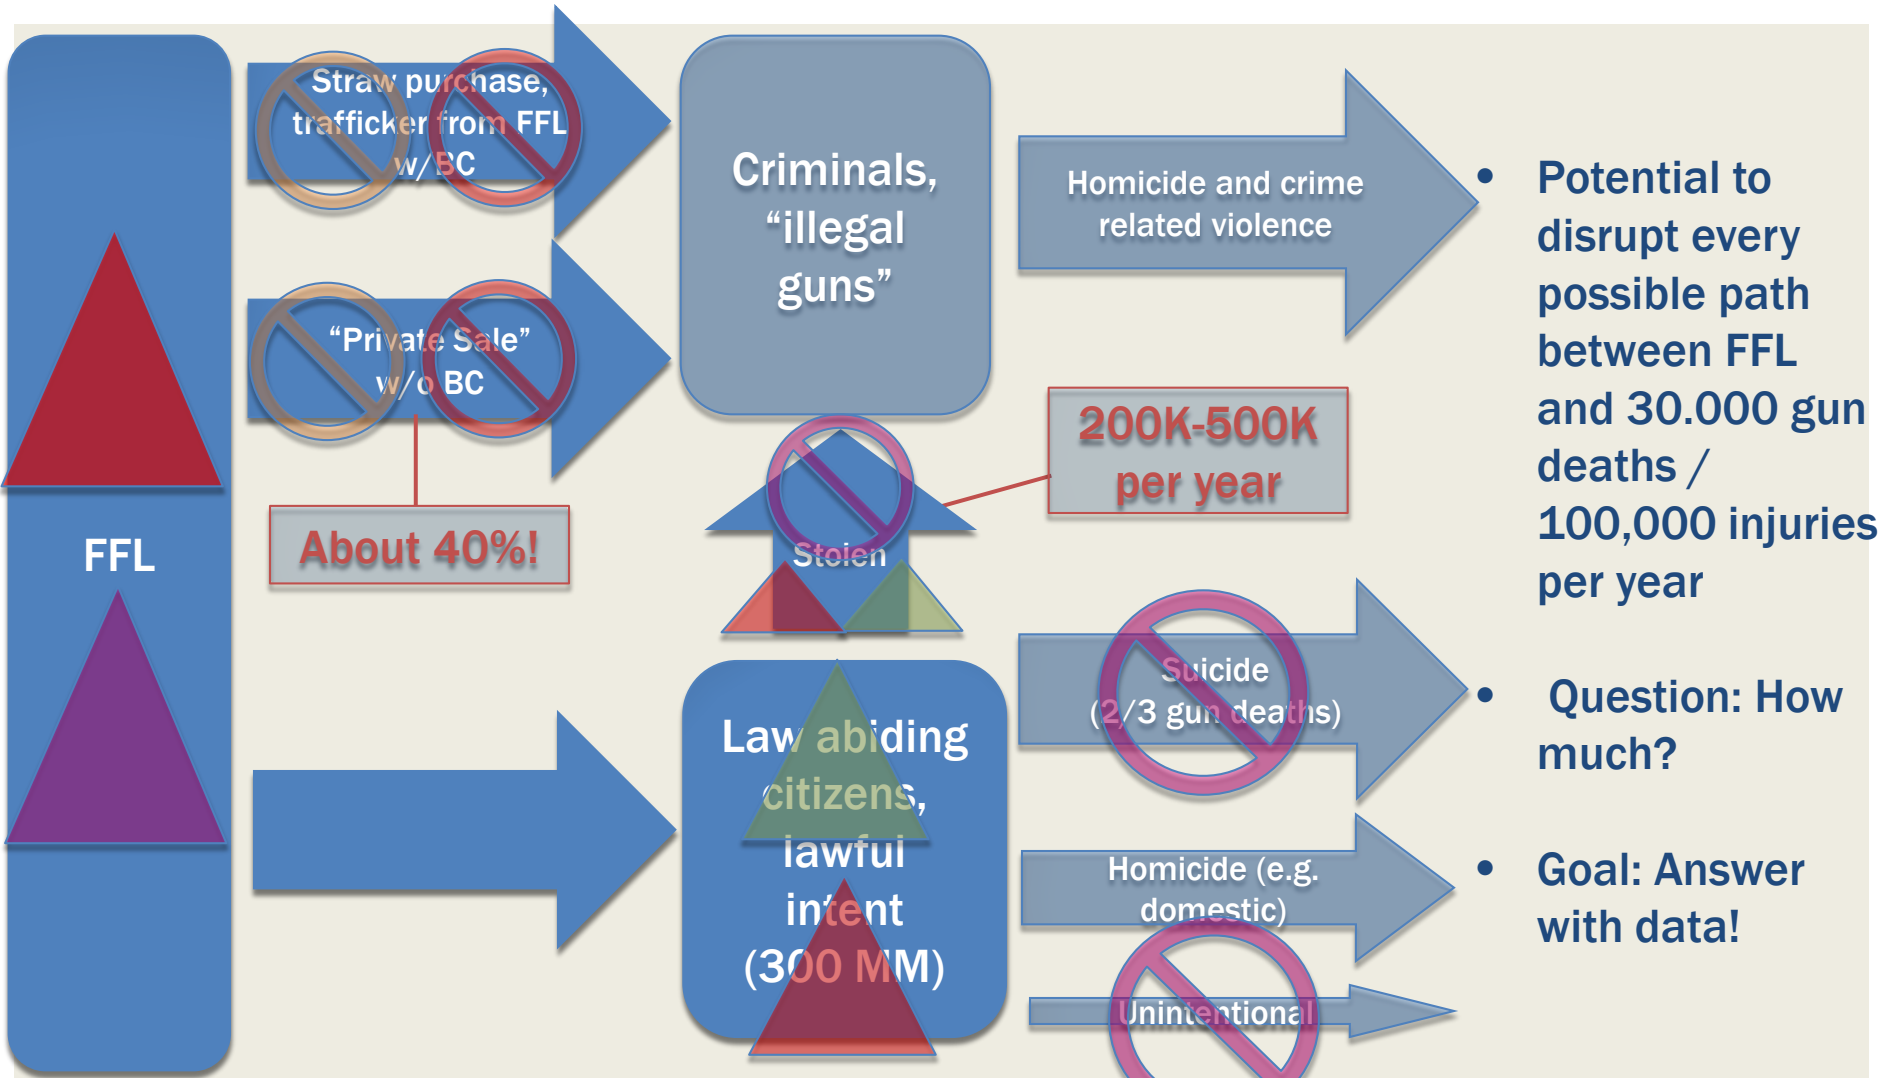 FFL
Straw purchase,
trafficker from FFL
w/ BC
“Private Sale”
w/o BC
About 40%!
Criminals,
“illegal
guns”
200K-500K
per year
Stolen
Law abiding
citizens,
lawful
intent
(300 MM)
Homicide and crime
related violence
Suicide
(2/3 gun deaths)
Homicide (e.g.
domestic)
Unintentional
• Potential to
disrupt every
possible path
between FFL
and 30.000 gun
deaths /
100,000 injuries
per year
• Question: How
much?
• Goal: Answer
with data!